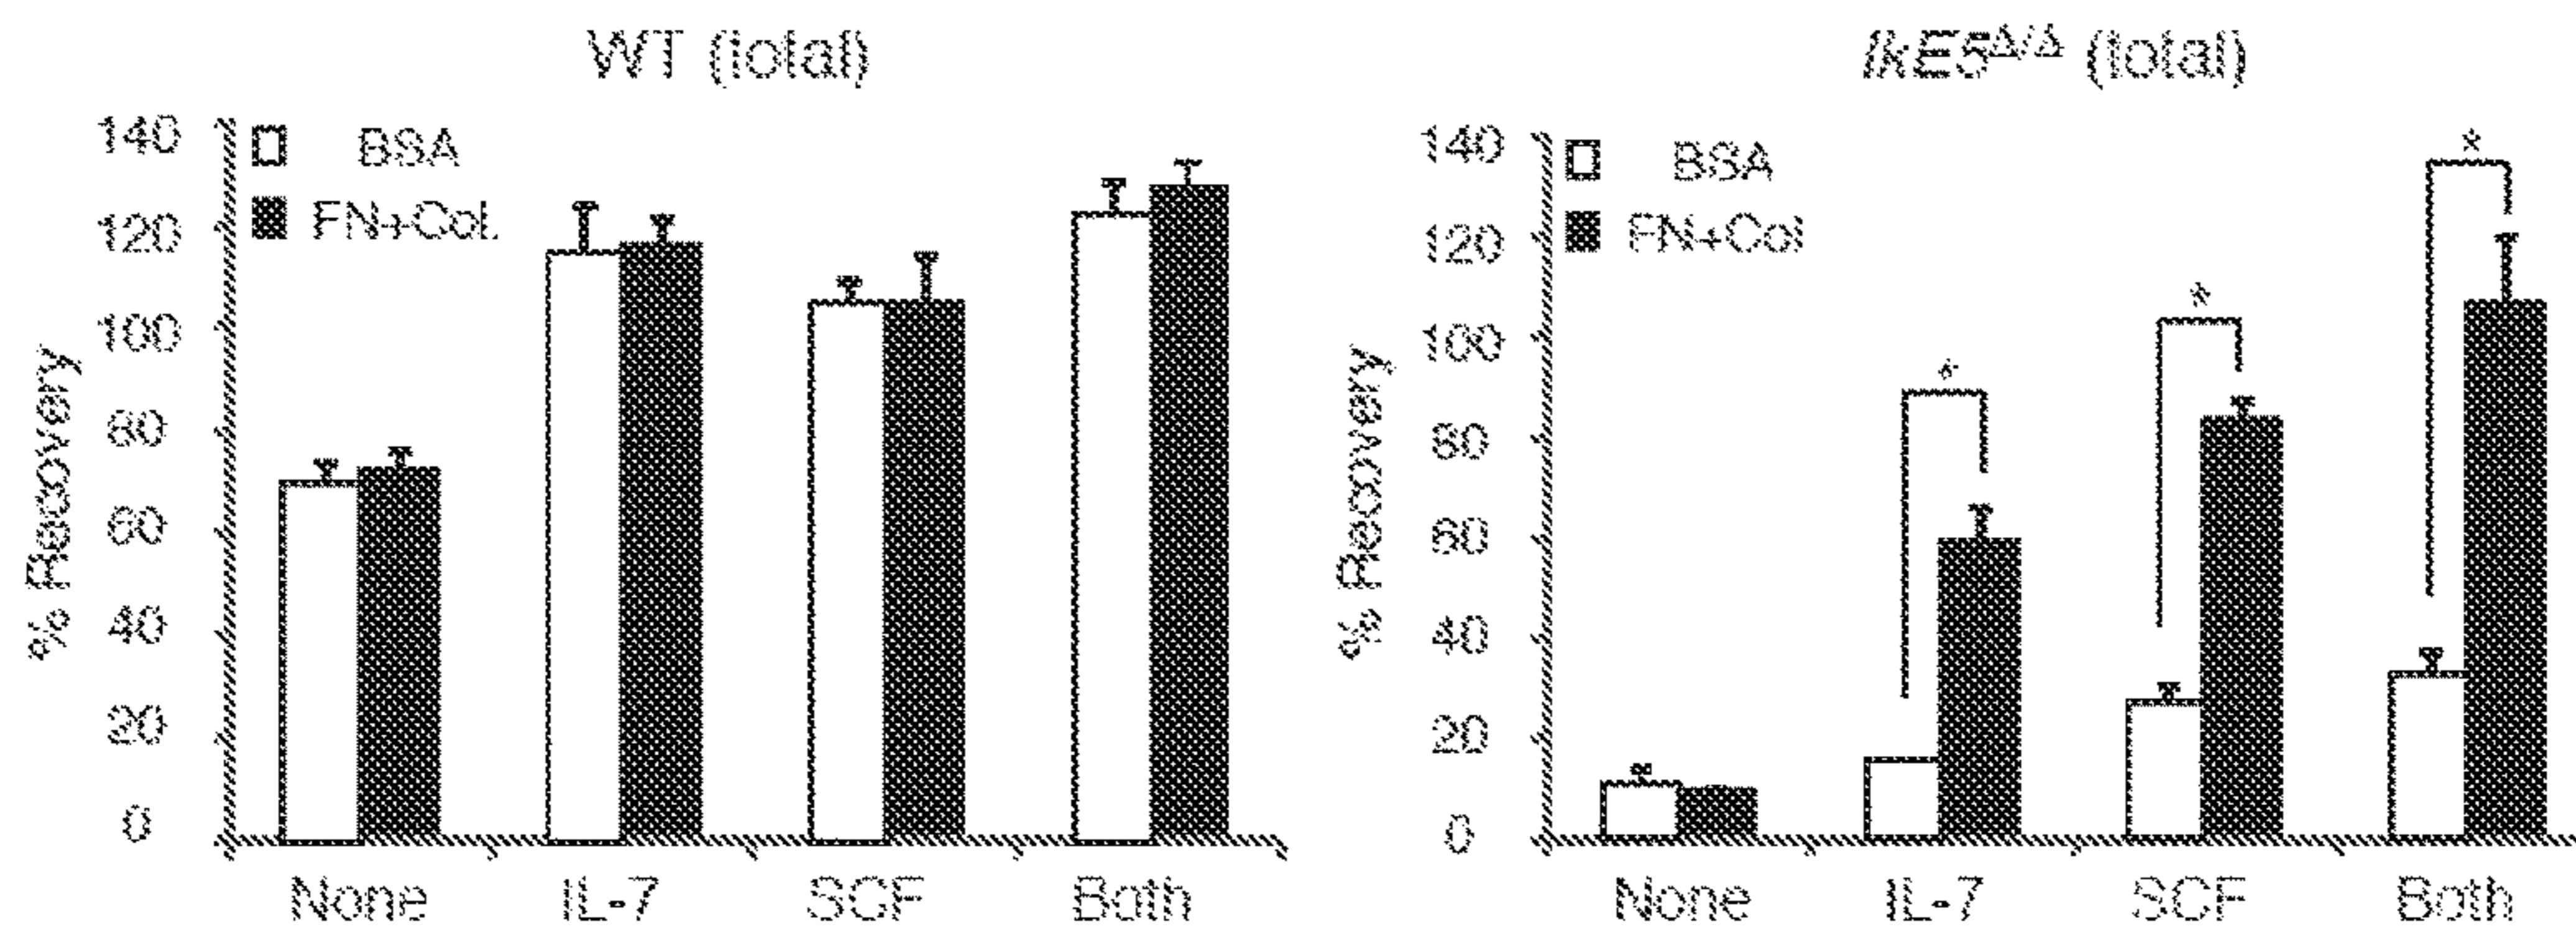 WT (total)
140
120
100
80
60
40
20
0
% Recovery
BSA
FN+Col.
None IL-7 SCF Both
IkE5Δ/Δ (total)
140
120
100
80
60
40
20
0
% Recovery
BSA
FN+Col
*
*
*
None IL-7 SCF Both